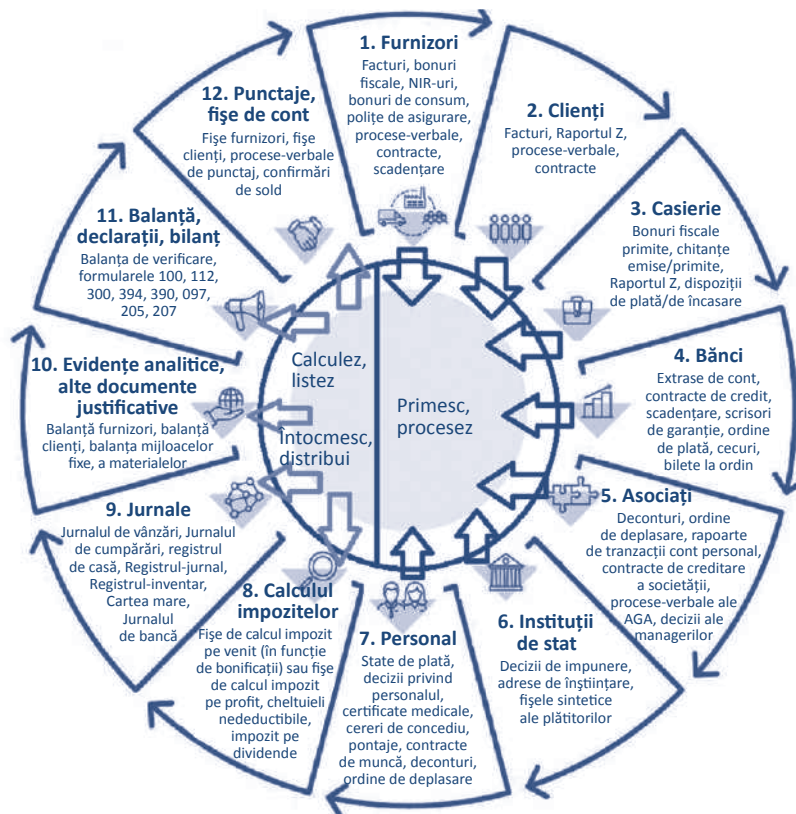 1. Furnizori
Facturi, bonuri
fiscale, NIR-uri,
bonuri de consum,
polițe de asigurare,
procese-verbale,
contracte,
scadențare
2. Clienți
Facturi, Raportul Z,
procese-verbale,
contracte
3. Casierie
Bonuri fiscale
primite, chitanțe
emise/primite,
Raportul Z, dispoziții
de plată/de încasare
4. Bănci
Extrase de cont,
contracte de credit,
scadențare, scrisori
de garanție, ordine
de plată, cecuri,
bilete la ordin
5. Asociați
Deconturi, ordine
de deplasare, rapoarte
de tranzacții cont personal,
contracte de creditare
a societății,
procese-verbale ale
AGA, decizii ale
managerilor
6. Instituții
de stat
Decizii de impunere,
adrese de înștiințare,
fișele sintetice
ale plătitorilor
7. Personal
State de plată,
decizii privind
personalul,
certificate medicale,
cereri de concediu,
pontaje, contracte
de muncă, deconturi,
ordine de deplasare
8. Calculul
impozitelor
Fișe de calcul impozit
pe venit (în funcție
de bonificații) sau fișe
de calcul impozit
pe profit, cheltuieli
nedeductibile,
impozit pe
dividende
9. Jurnale
Jurnalul de vânzări, Jurnalul
de cumpărări, registrul
de casă, Registrul-jurnal,
Registrul-inventar,
Cartea mare,
Jurnalul
de bancă
10. Evidențe analitice,
alte documente
justificative
Balanță furnizori, balanță
clienți, balanța mijloacelor
fixe, a materialelor
11. Balanță,
declarații, bilanț
Balanța de verificare,
formularele 100, 112,
300, 394, 390, 097,
205, 207
12. Punctaje,
fișe de cont
Fișe furnizori, fișe
clienți, procese-verbale
de punctaj, confirmări
de sold
Calculez,
listez
Întocmesc,
distribui
Primesc,
procesez